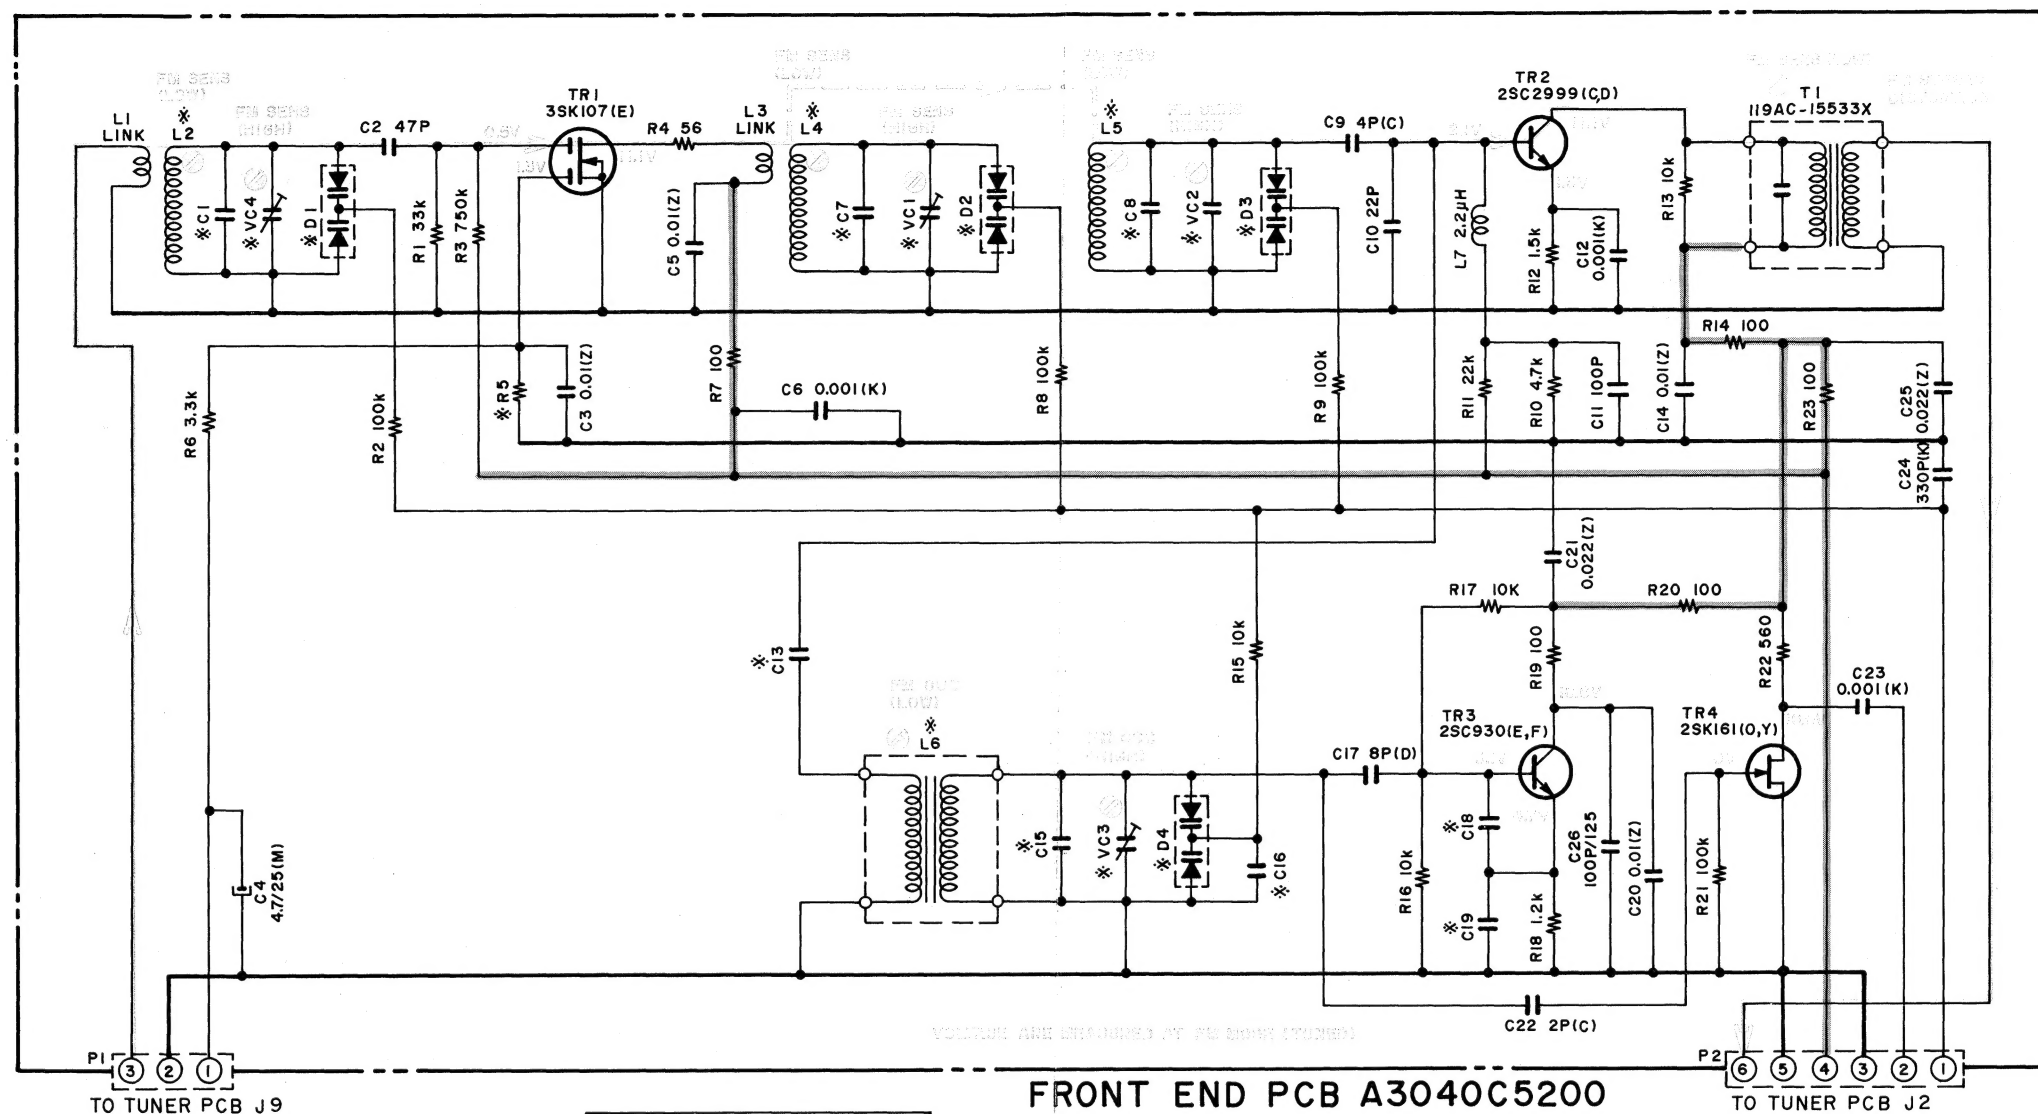 TR1
3SK107(E)
TR2
2SC2999(C,D)
T1
119AC-15533X
L1
LINK
※
L2
C2 47P
R4 56
L3
LINK
※
L4
※
L5
C9 4P(C)
※C1
※VC4
※D1
R1 33k
R3 750k
C5 0.01(Z)
※C7
※VC1
※D2
※C8
※VC2
※D3
C10 22P
L7 2.2μH
R12 1.5k
C12
0.001(K)
R13 10k
R14 100
R6 3.3k
R2 100k
※R5
C3 0.01(Z)
R7 100
C6 0.001(K)
R8 100k
R9 100k
R11 22k
R10 4.7k
C11 100P
C14 0.01(Z)
R23 100
C25
0.022(Z)
C24
330P(K)
C21
0.022(Z)
R17 10K
R20 100
※C13
R15 10k
R19 100
R22 560
C23
0.001(K)
※
L6
TR3
2SC930(E,F)
TR4
2SK161(O,Y)
C17 8P(D)
※C15
※VC3
※D4
※C16
R16 10k
※C18
※C19
R18 1.2k
C26
100P/125
C20 0.01(Z)
R21 100k
C4
4.7/25(M)
C22 2P(C)
P1
3 2 1
TO TUNER PCB J9
FRONT END PCB A3040C5200
P2
6 5 4 3 2 1
TO TUNER PCB J2